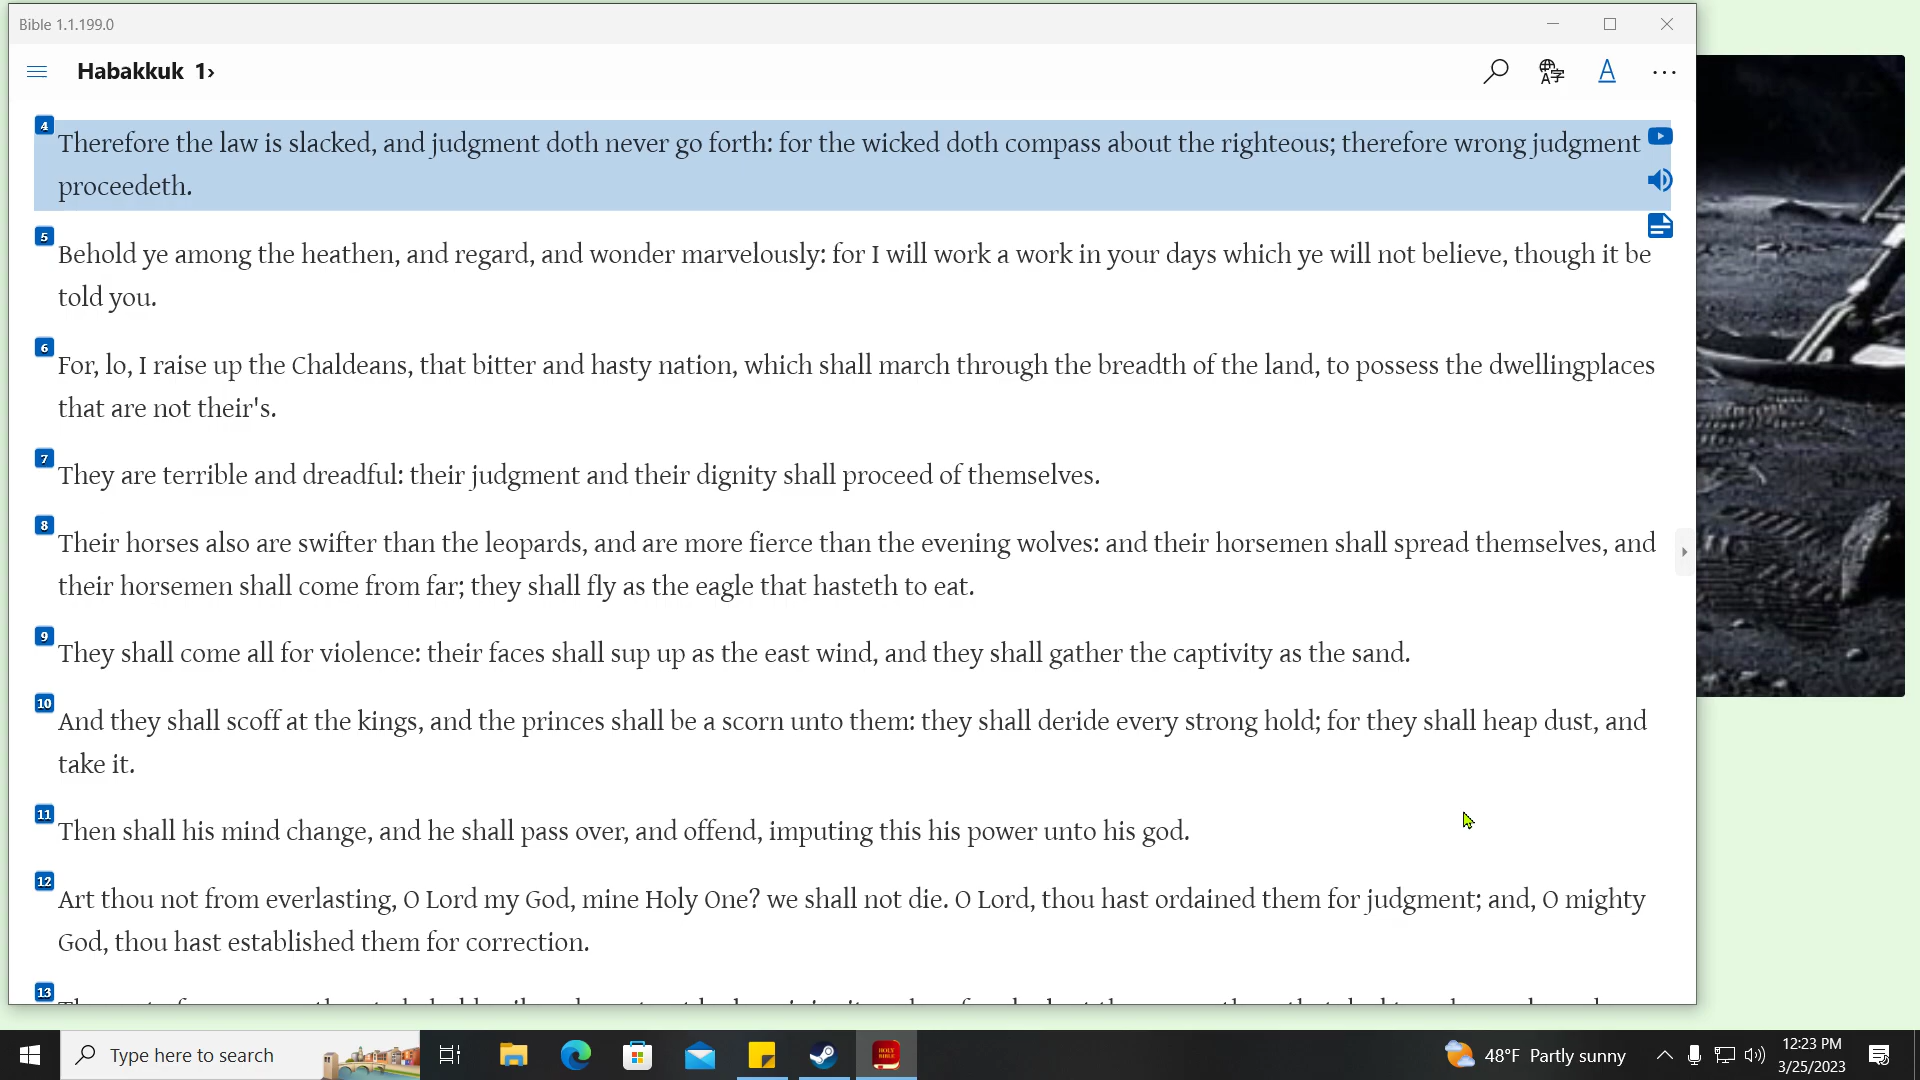 Bible 1.1.199.0
Habakkuk 1›
4
Therefore the law is slacked, and judgment doth never go forth: for the wicked doth compass about the righteous; therefore wrong judgment
proceedeth.
5
Behold ye among the heathen, and regard, and wonder marvelously: for I will work a work in your days which ye will not believe, though it be
told you.
6
For, lo, I raise up the Chaldeans, that bitter and hasty nation, which shall march through the breadth of the land, to possess the dwellingplaces
that are not their's.
7
They are terrible and dreadful: their judgment and their dignity shall proceed of themselves.
8
Their horses also are swifter than the leopards, and are more fierce than the evening wolves: and their horsemen shall spread themselves, and
their horsemen shall come from far; they shall fly as the eagle that hasteth to eat.
9
They shall come all for violence: their faces shall sup up as the east wind, and they shall gather the captivity as the sand.
10
And they shall scoff at the kings, and the princes shall be a scorn unto them: they shall deride every strong hold; for they shall heap dust, and
take it.
11
Then shall his mind change, and he shall pass over, and offend, imputing this his power unto his god.
12
Art thou not from everlasting, O Lord my God, mine Holy One? we shall not die. O Lord, thou hast ordained them for judgment; and, O mighty
God, thou hast established them for correction.
13
Type here to search
HOLY
BIBLE
48°F Partly sunny
12:23 PM
3/25/2023